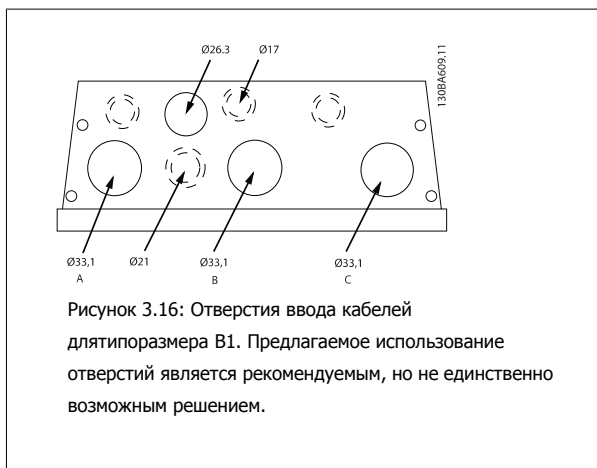 Ø26.3
Ø17
130BA609.11
Ø33,1
Ø21
Ø33,1
Ø33,1
A
B
C
Рисунок 3.16: Отверстия ввода кабелей
длятипоразмера B1. Предлагаемое использование
отверстий является рекомендуемым, но не единственно
возможным решением.